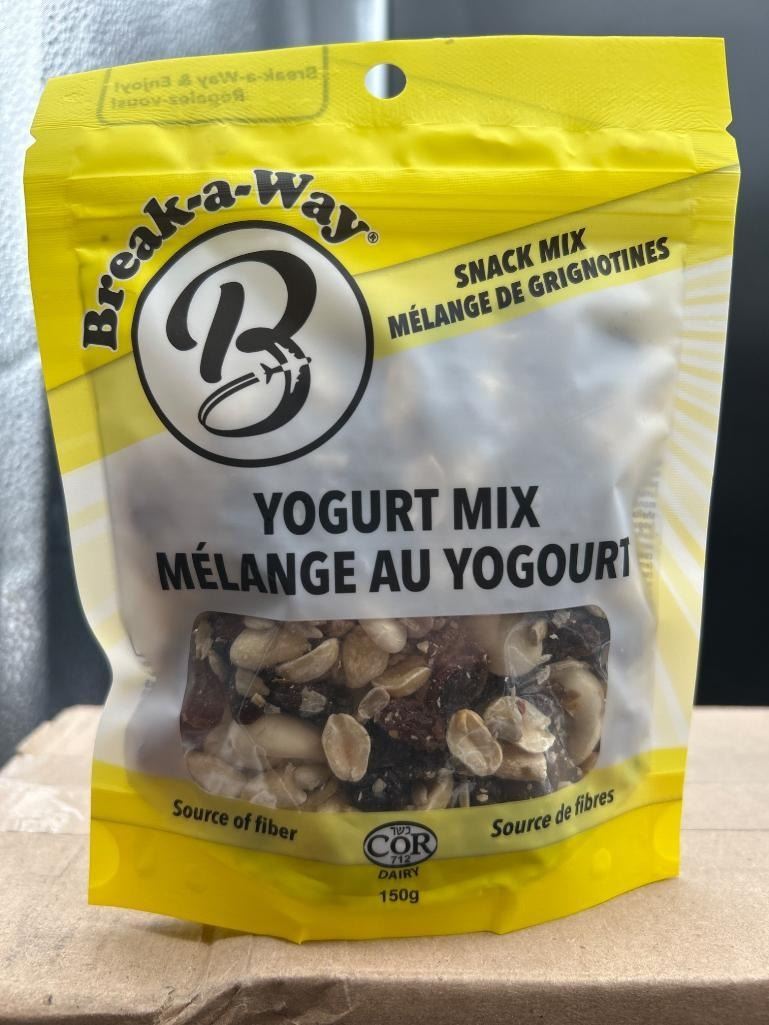 Break-a-Way & Enjoy!
Régalez-vous!
Break-a-Way®
B
SNACK MIX
MÉLANGE DE GRIGNOTINES
YOGURT MIX
MÉLANGE AU YOGOURT
Source of fiber
Source de fibres
כשר
COR
712
DAIRY
150g